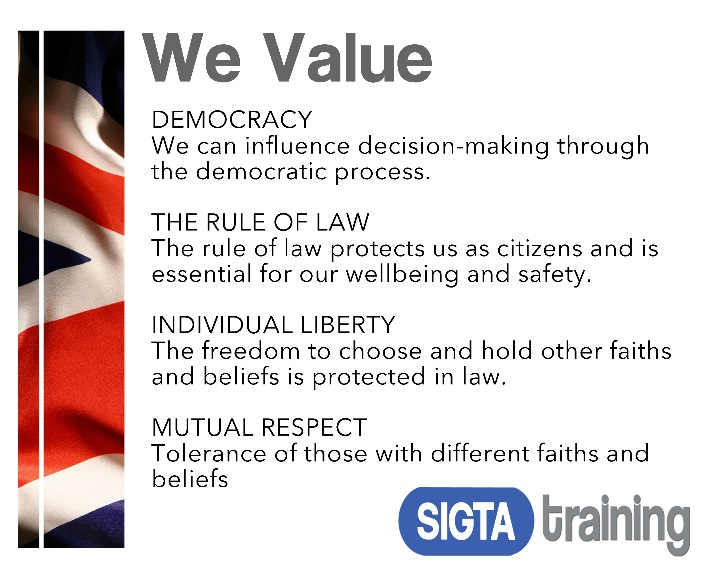 We Value
DEMOCRACY
We can influence decision-making through
the democratic process.
THE RULE OF LAW
The rule of law protects us as citizens and is
essential for our wellbeing and safety.
INDIVIDUAL LIBERTY
The freedom to choose and hold other faiths
and beliefs is protected in law.
MUTUAL RESPECT
Tolerance of those with different faiths and
beliefs
SIGTA training